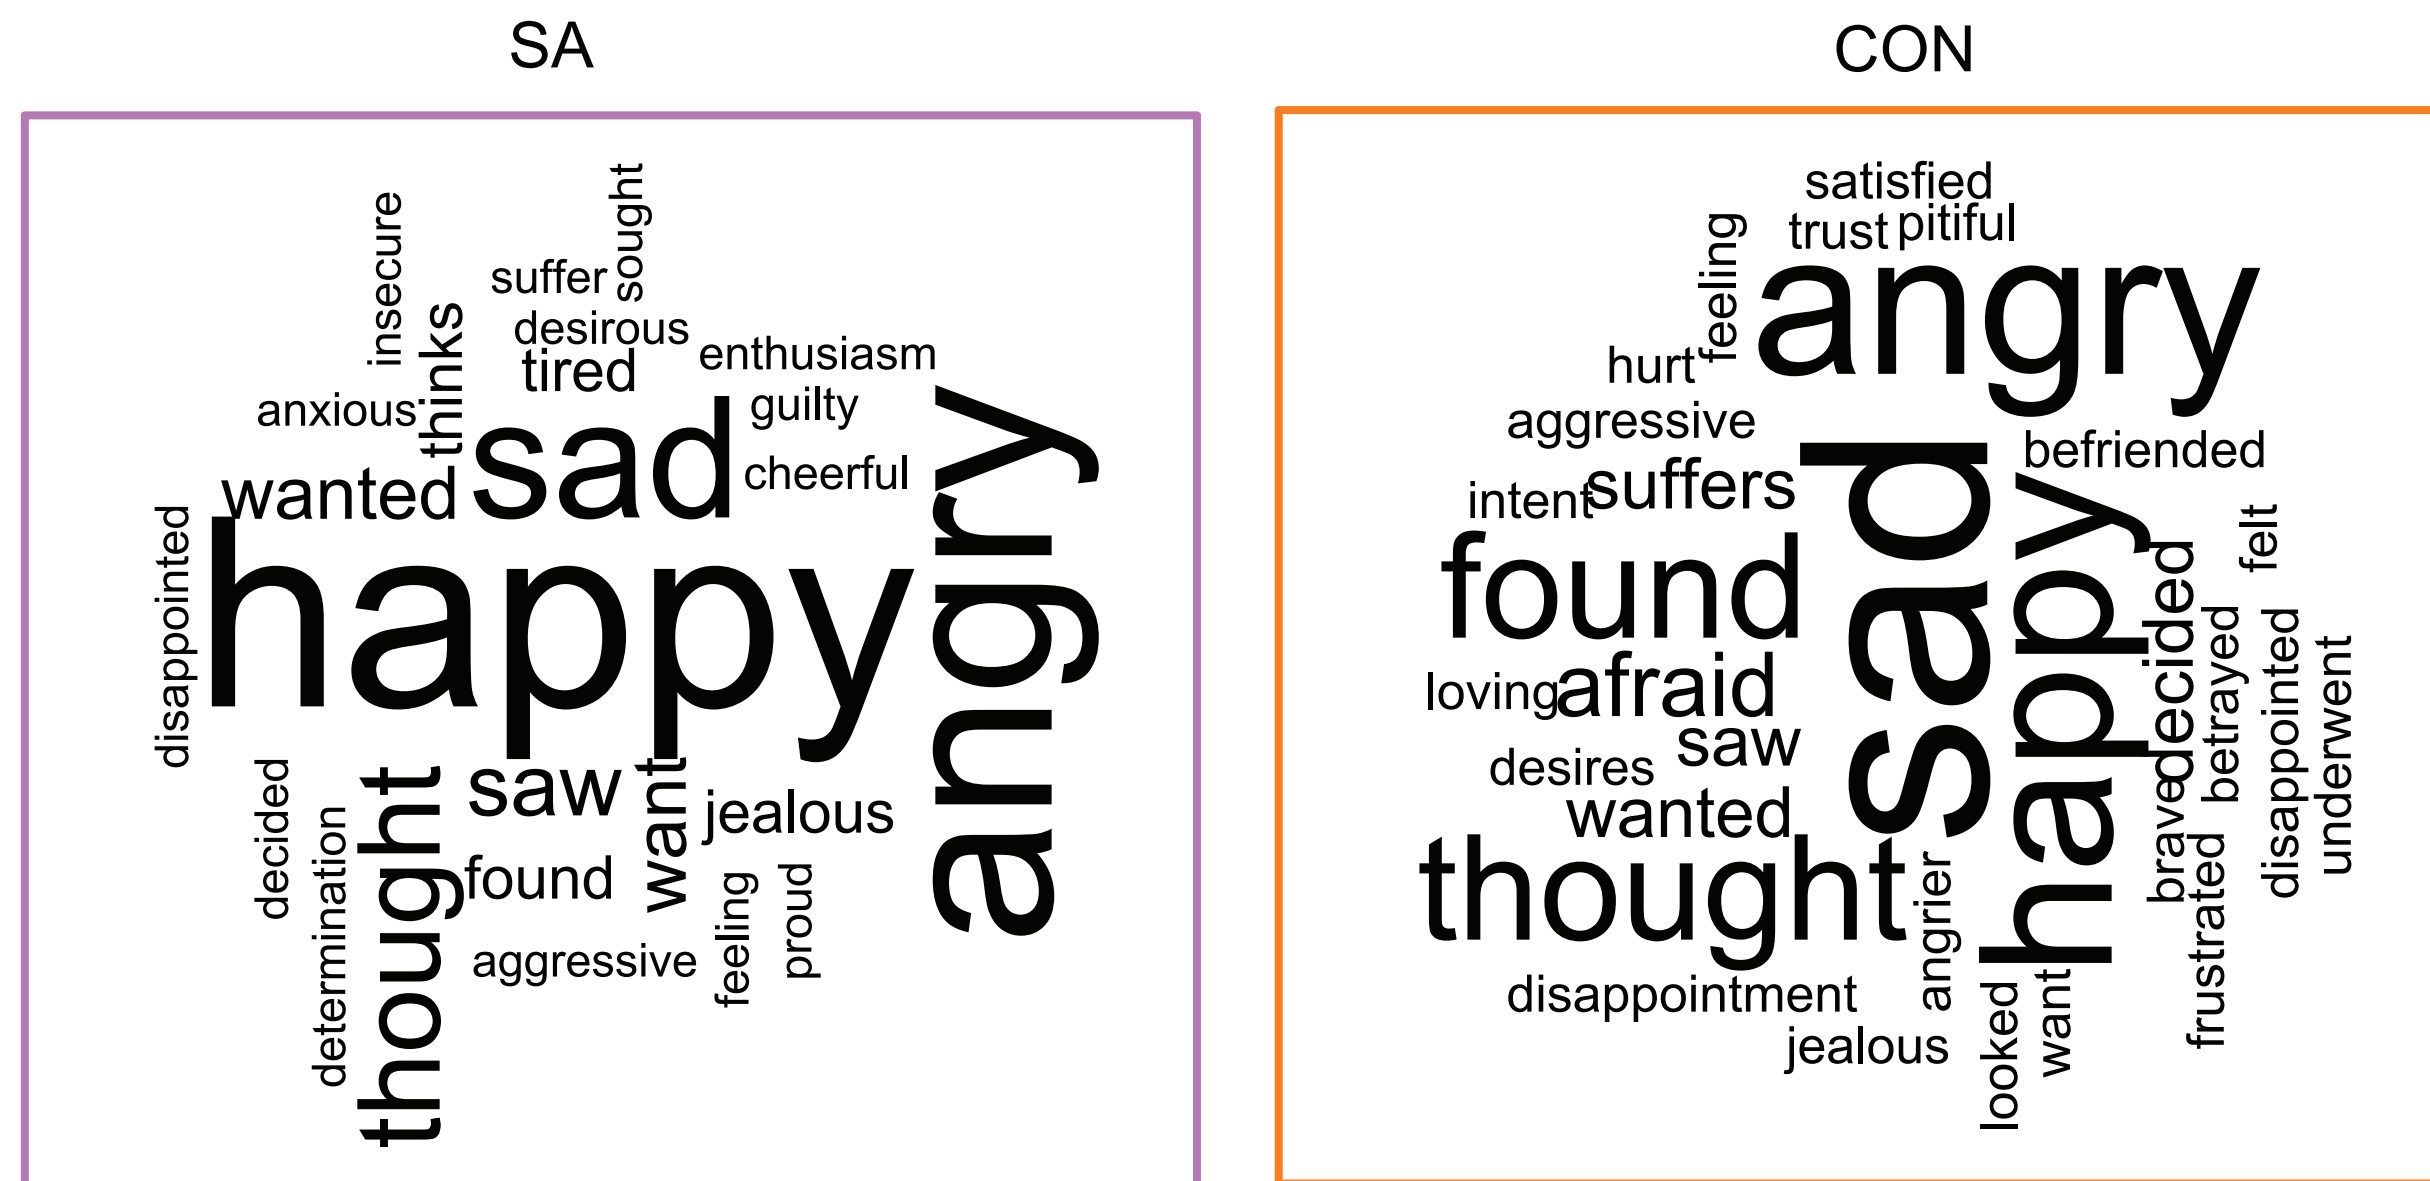 SA
insecure
sought
suffer
thinks
desirous
tired
enthusiasm
anxious
guilty
sad
wanted
cheerful
angry
disappointed
happy
saw
want
jealous
decided
thought
found
determination
feeling
proud
aggressive
CON
satisfied
trust
pitiful
feeling
angry
hurt
aggressive
befriended
suffers
intent
sad
happy
felt
found
decided
loving
afraid
betrayed
disappointed
underwent
saw
desires
wanted
brave
thought
angrier
frustrated
disappointment
jealous
looked
want